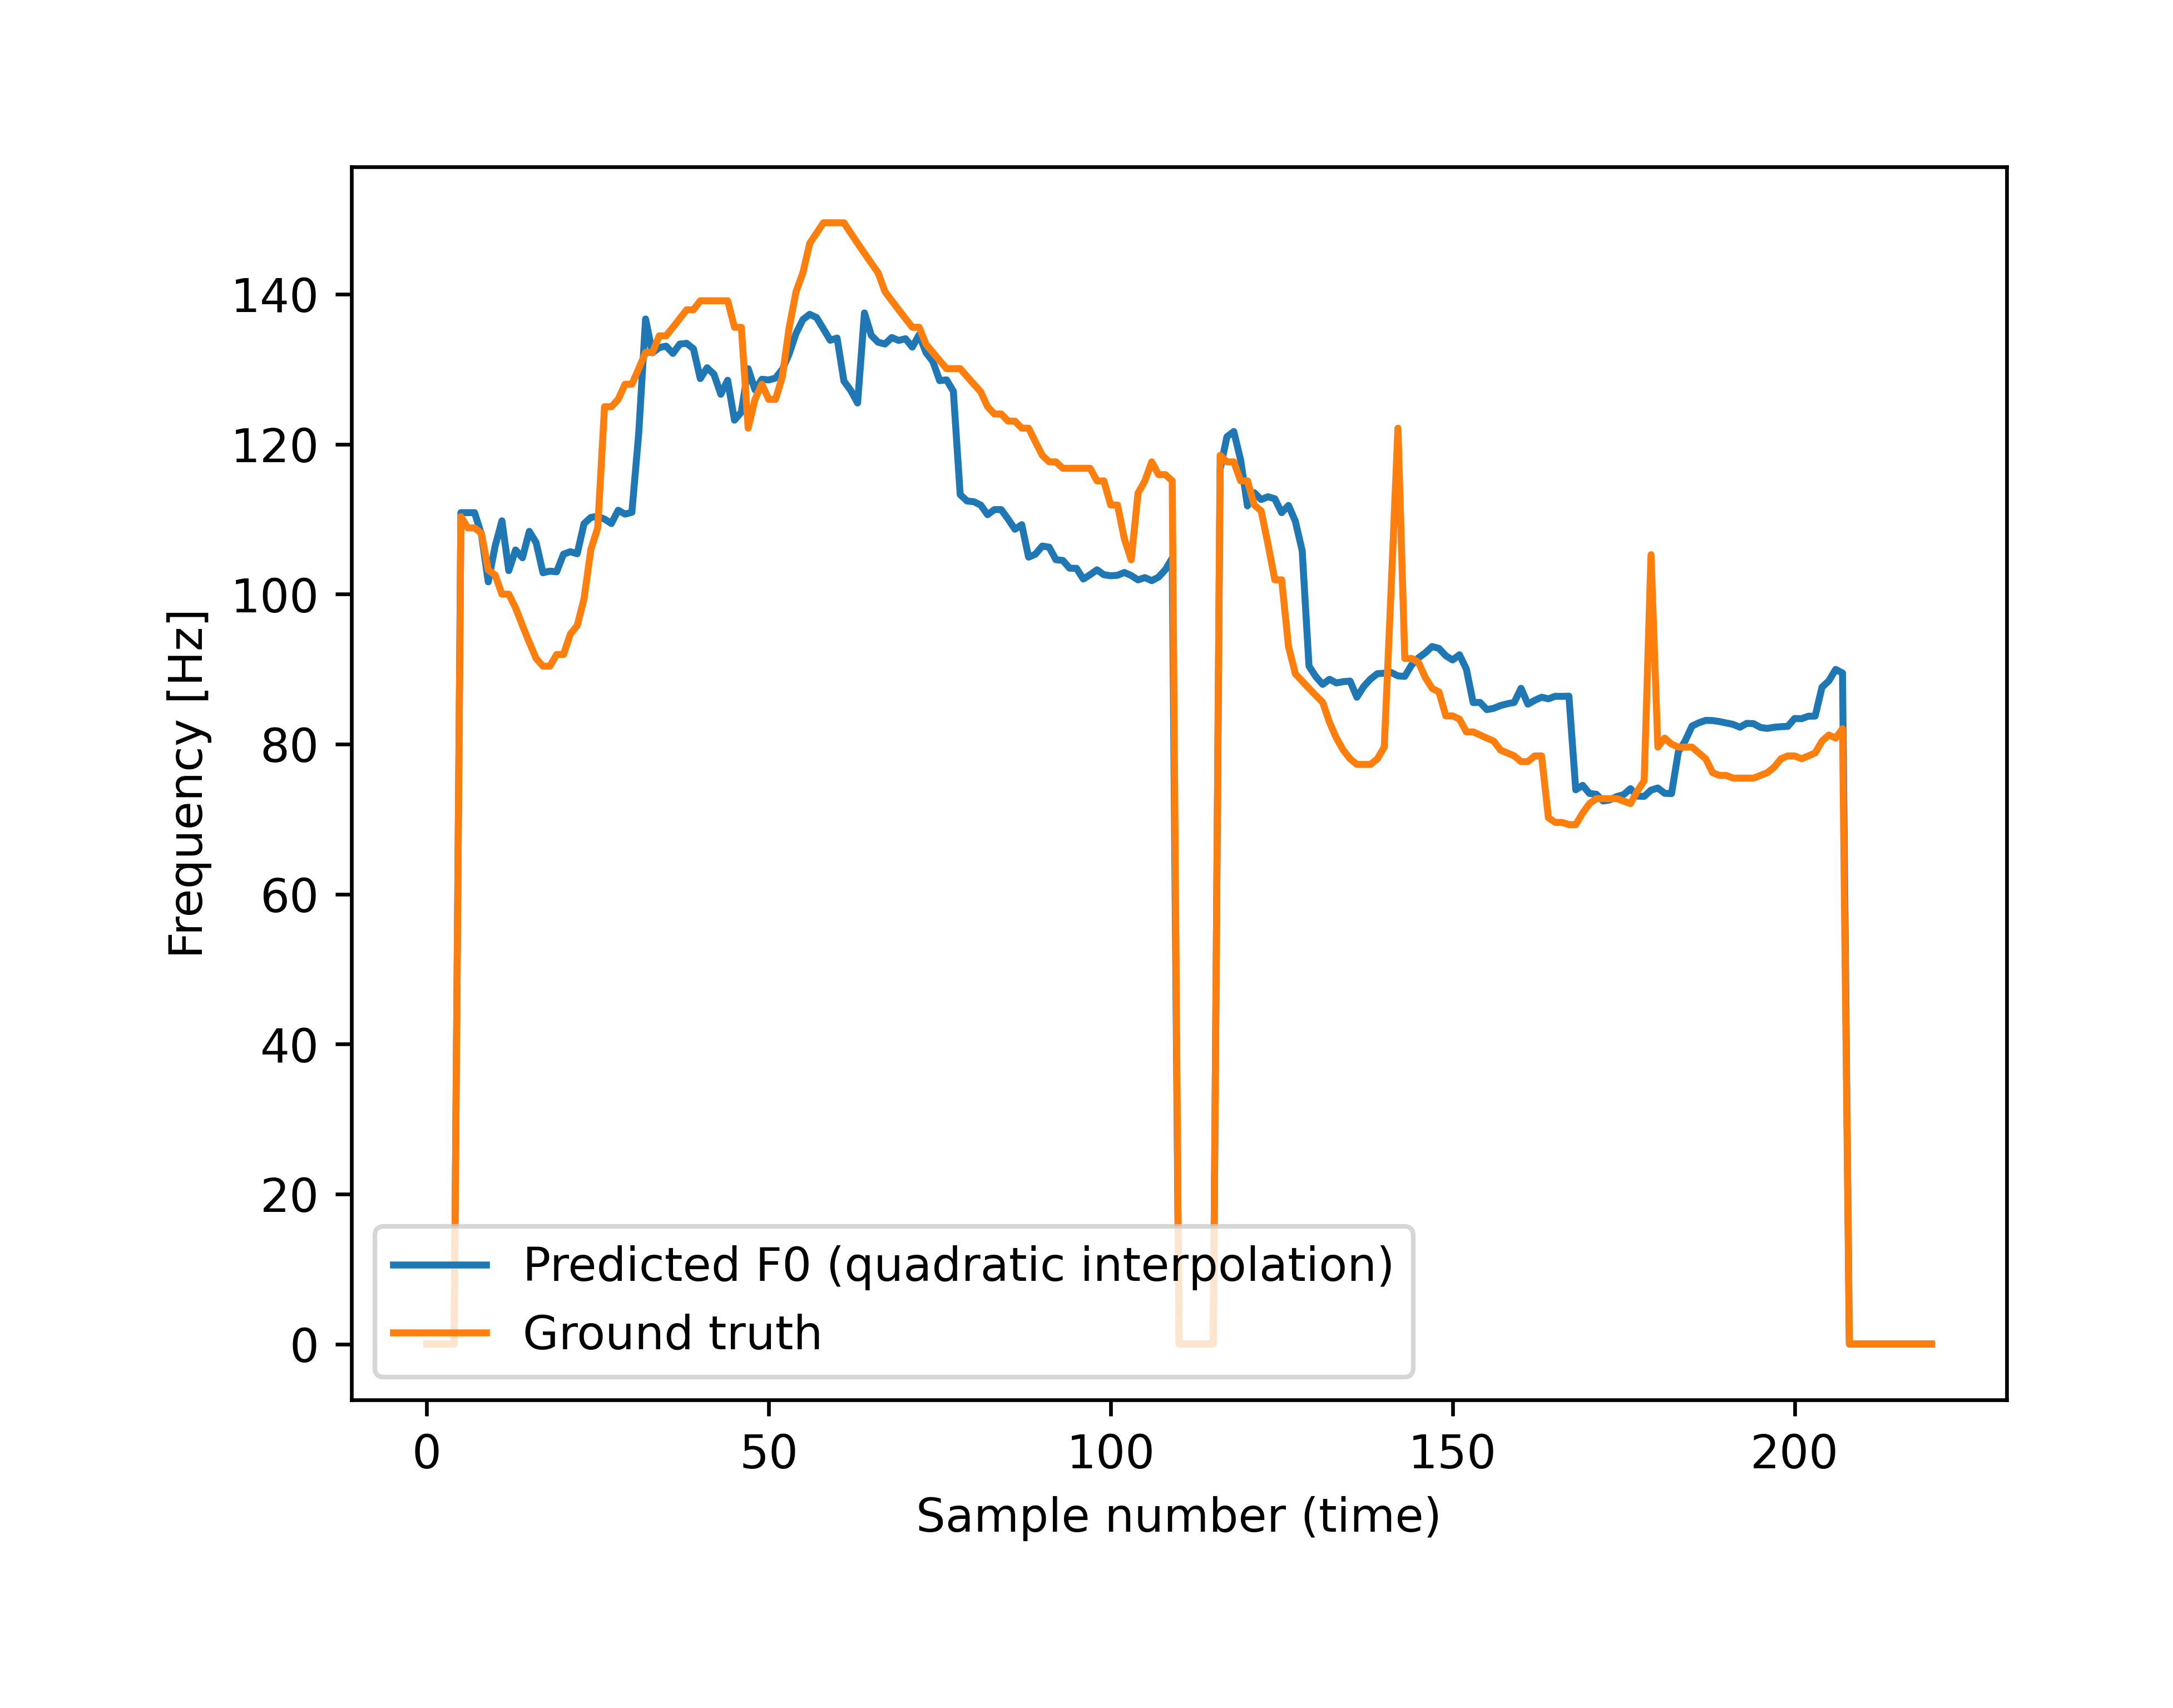 140
120
100
80
60
40
20
0
Frequency [Hz]
Predicted F0 (quadratic interpolation)
Ground truth
0 50 100 150 200
Sample number (time)